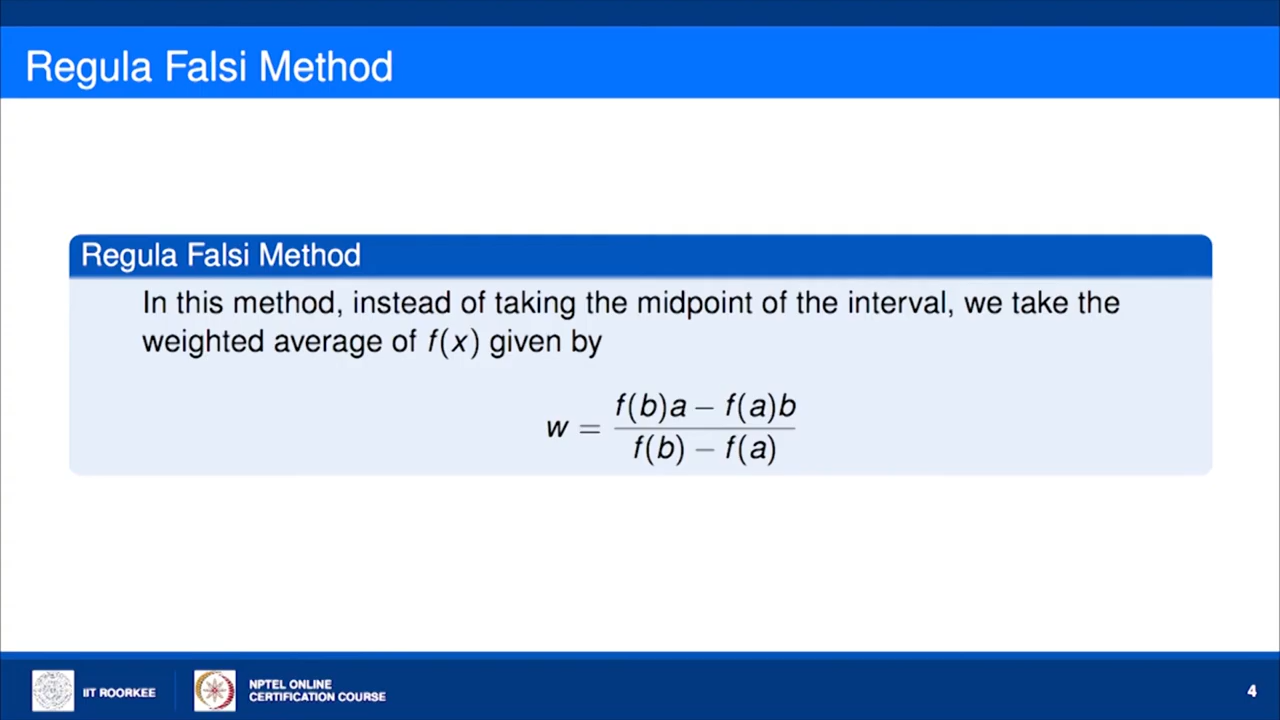 Regula Falsi Method
Regula Falsi Method
In this method, instead of taking the midpoint of the interval, we take the
weighted average of f(x) given by
w = \frac{f(b)a - f(a)b}{f(b) - f(a)}
IIT ROORKEE
NPTEL ONLINE
CERTIFICATION COURSE
4